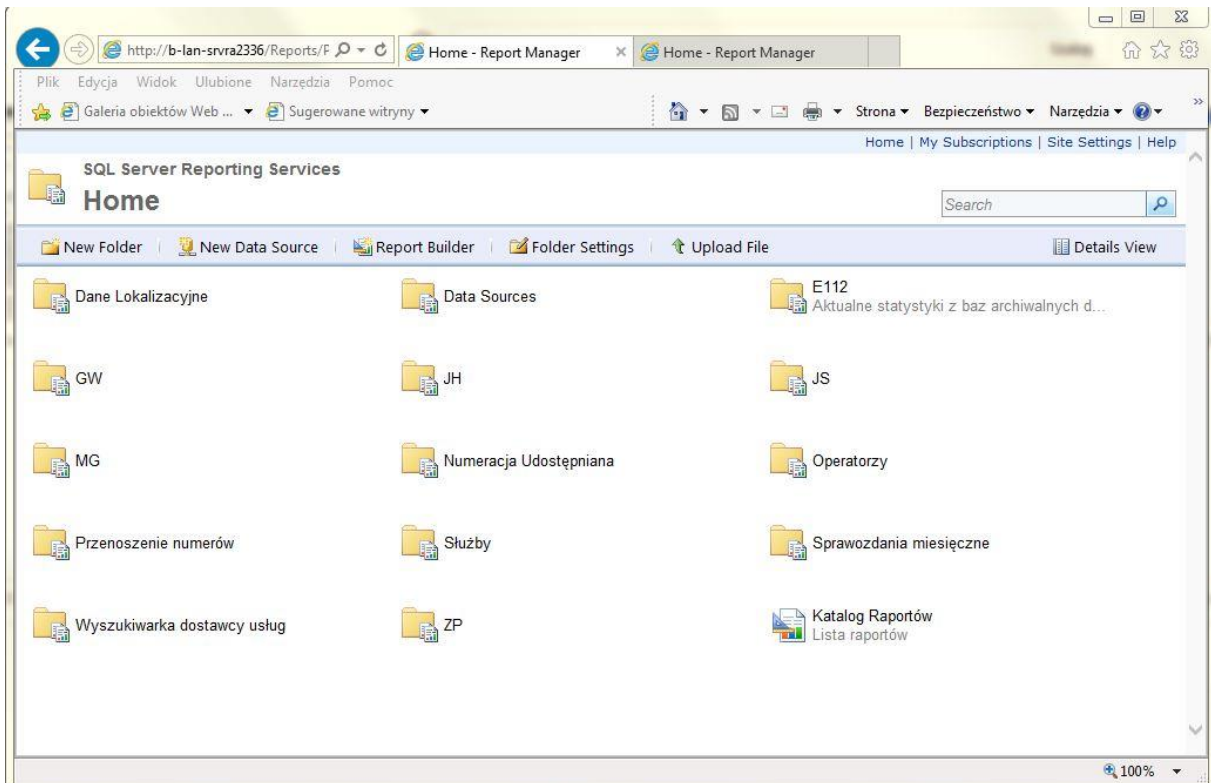 http://b-lan-srvra2336/Reports/F
Home - Report Manager
Home - Report Manager
Plik Edycja Widok Ulubione Narzędzia Pomoc
Galeria obiektów Web ... Sugerowane witryny
Strona Bezpieczeństwo Narzędzia »
Home | My Subscriptions | Site Settings | Help
SQL Server Reporting Services
Home
Search
New Folder New Data Source Report Builder Folder Settings Upload File Details View
Dane Lokalizacyjne Data Sources E112
Aktualne statystyki z baz archiwalnych d...
GW JH JS
MG Numeracja Udostępniana Operatorzy
Przenoszenie numerów Służby Sprawozdania miesięczne
Wyszukiwarka dostawcy usług ZP Katalog Raportów
Lista raportów
100%